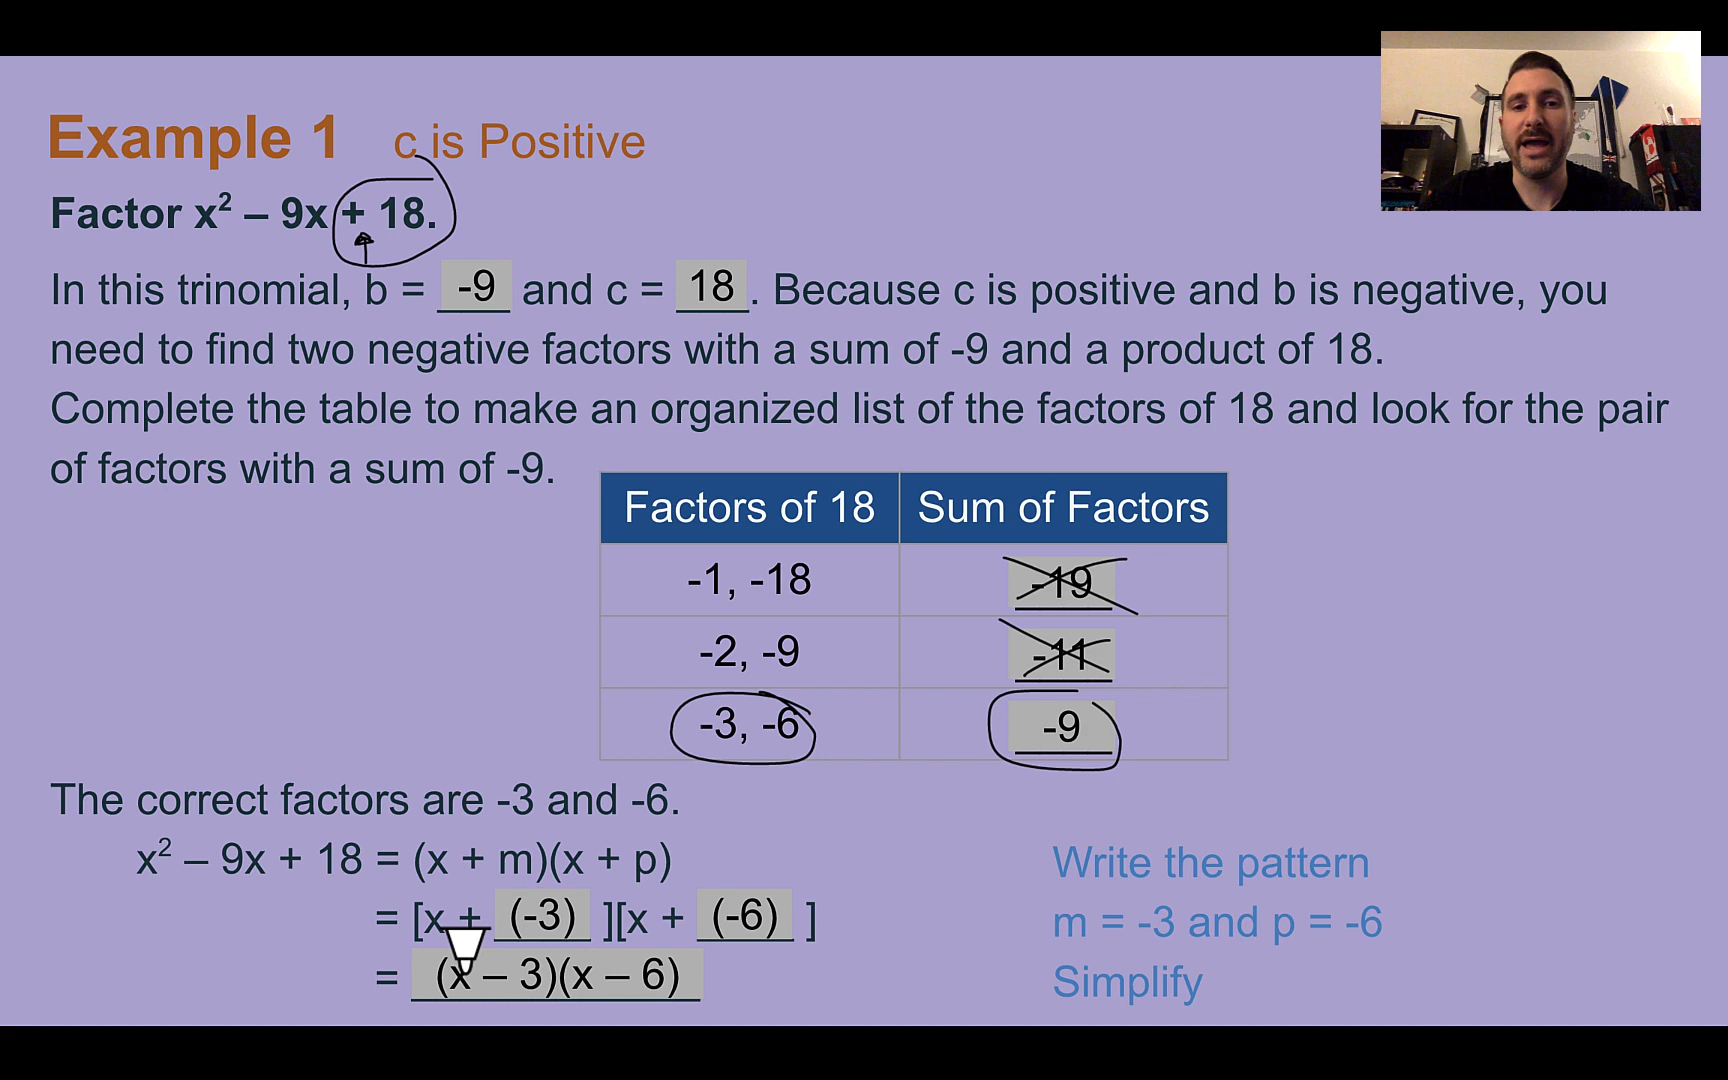 Example 1 c is Positive
Factor x² – 9x + 18.
In this trinomial, b = -9 and c = 18. Because c is positive and b is negative, you
need to find two negative factors with a sum of -9 and a product of 18.
Complete the table to make an organized list of the factors of 18 and look for the pair
of factors with a sum of -9.
Factors of 18 Sum of Factors
-1, -18 -19
-2, -9 -11
-3, -6 -9
The correct factors are -3 and -6.
x² – 9x + 18 = (x + m)(x + p) Write the pattern
= [x + (-3) ][x + (-6) ] m = -3 and p = -6
= (x – 3)(x – 6) Simplify